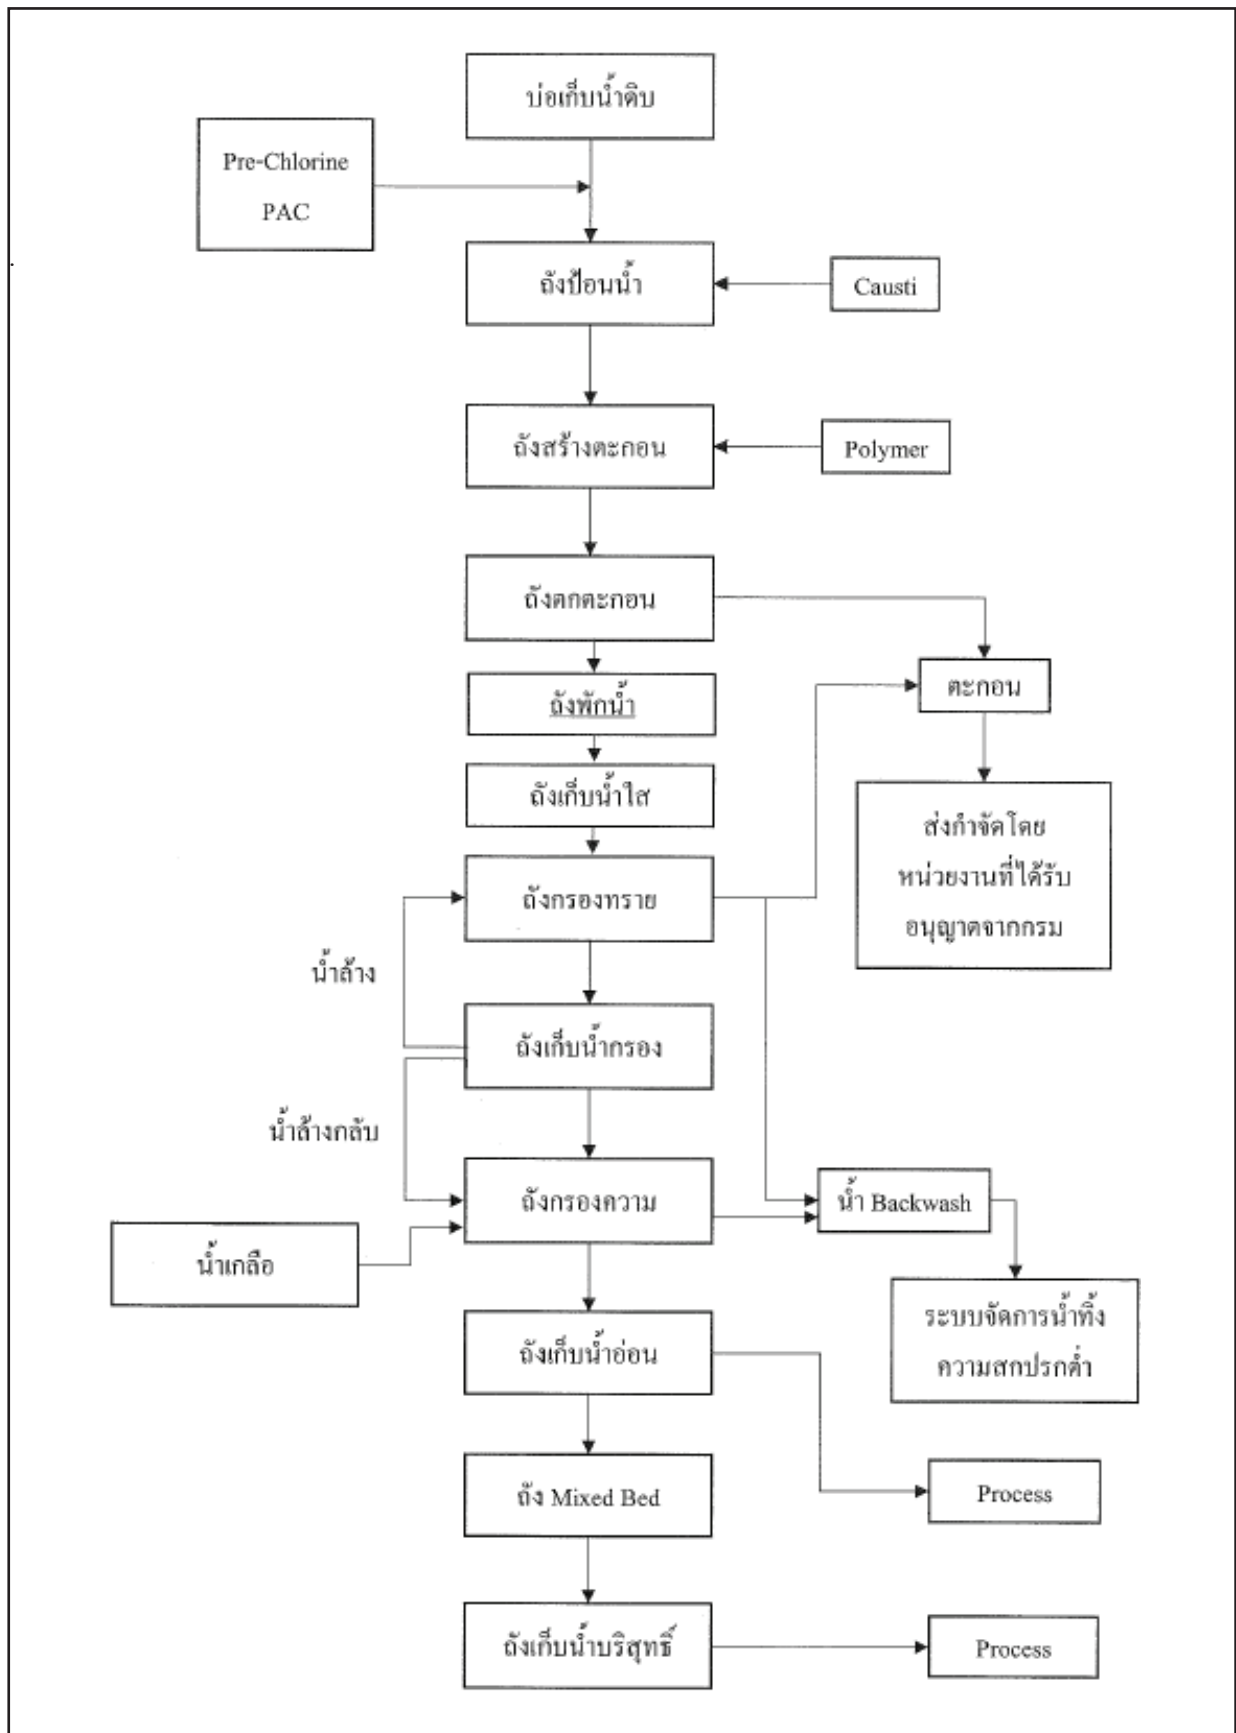 บ่อเก็บน้ำดิบ
Pre-Chlorine
PAC
ถังป้อนน้ำ
Causti
ถังสร้างตะกอน
Polymer
ถังตกตะกอน
ตะกอน
ถังพักน้ำ
ถังเก็บน้ำใส
ส่งกำจัดโดย
หน่วยงานที่ได้รับ
อนุญาตจากกรม
ถังกรองทราย
น้ำล้าง
ถังเก็บน้ำกรอง
น้ำล้างกลับ
ถังกรองความ
น้ำ Backwash
น้ำเกลือ
ระบบจัดการน้ำทิ้ง
ความสกปรกต่ำ
ถังเก็บน้ำอ่อน
ถัง Mixed Bed
Process
ถังเก็บน้ำบริสุทธิ์
Process